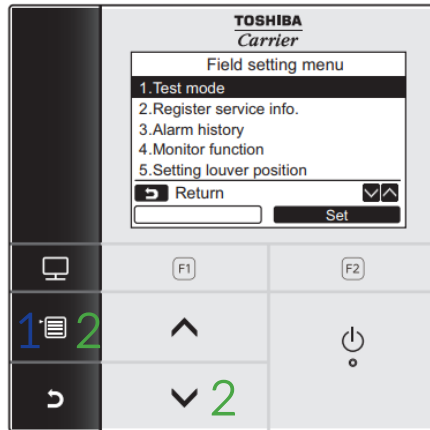 TOSHIBA
Carrier
Field setting menu
1.Test mode
2.Register service info.
3.Alarm history
4.Monitor function
5.Setting louver position
Return
Set
F1
F2
1 2
2